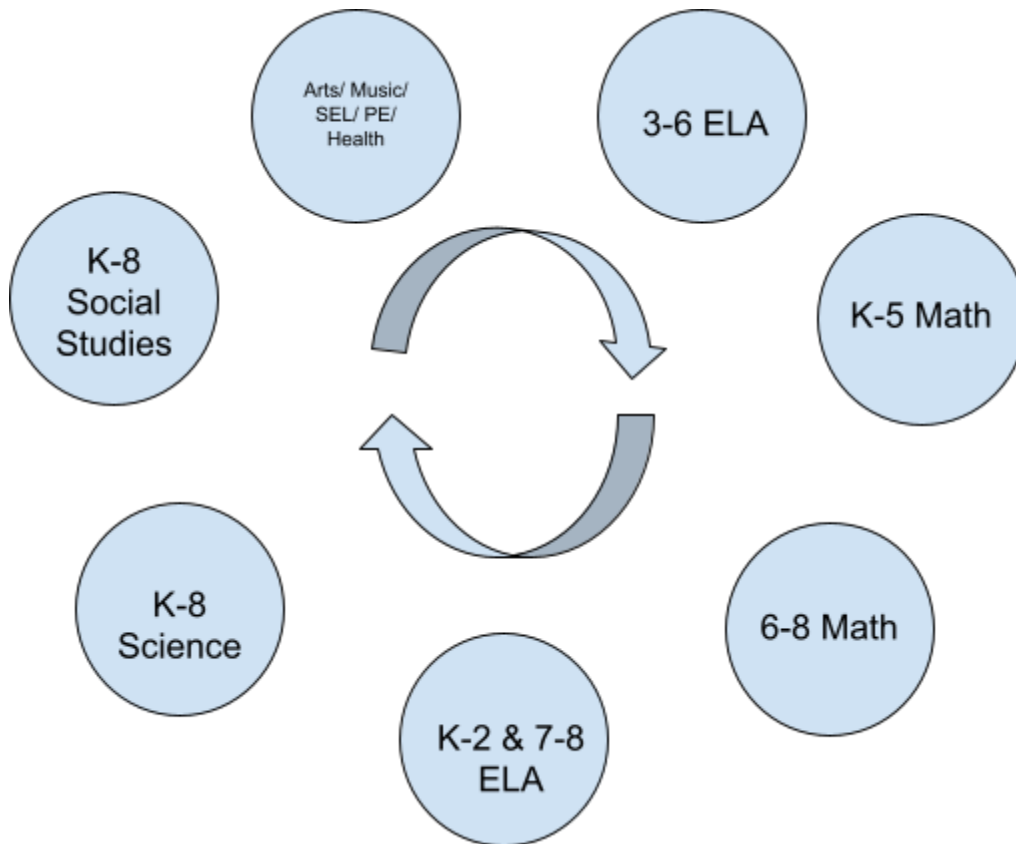 Arts/ Music/
SEL/ PE/
Health
3-6 ELA
K-8
Social
Studies
K-5 Math
K-8
Science
6-8 Math
K-2 & 7-8
ELA